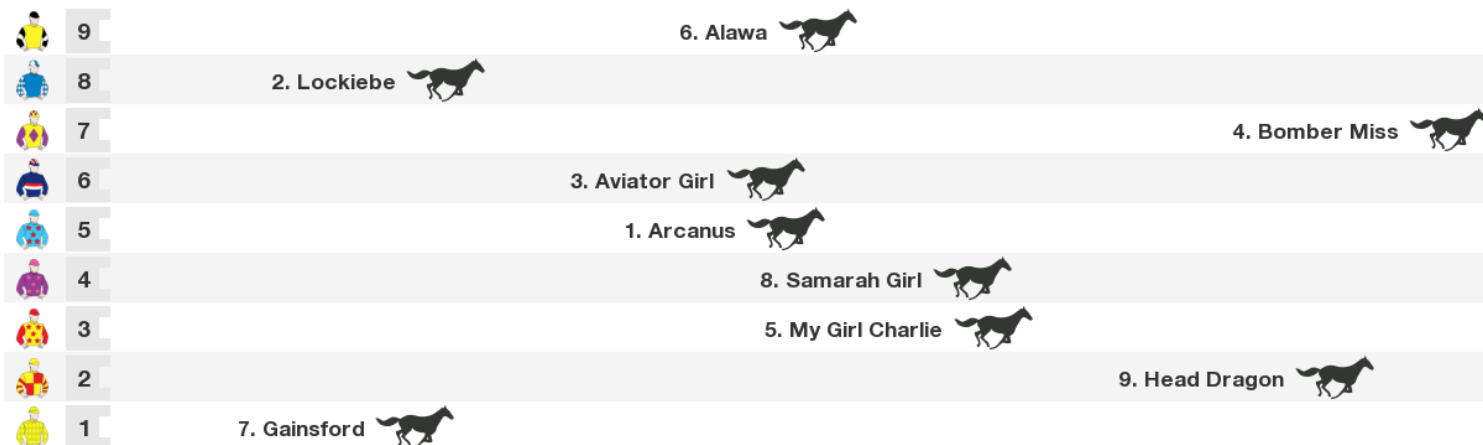 9 6. Alawa
8 2. Lockiebe
7 4. Bomber Miss
6 3. Aviator Girl
5 1. Arcanus
4 8. Samarah Girl
3 5. My Girl Charlie
2 9. Head Dragon
1 7. Gainsford